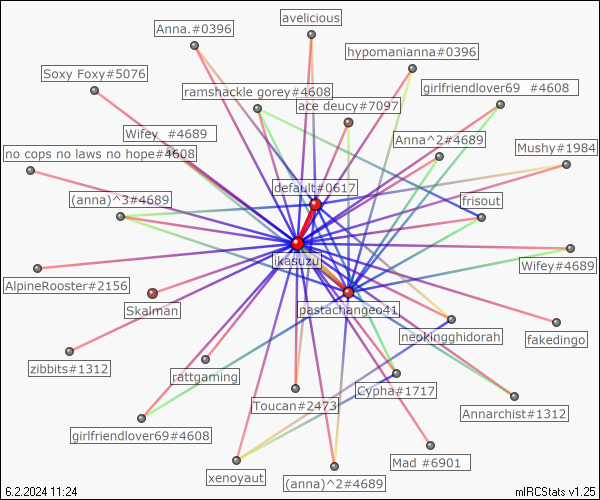 avelicious
Anna.#0396
hypomanianna#0396
Soxy Foxy#5076
ramshackle gorey#4608
girlfriendlover69 #4608
ace deucy#7097
Wifey #4689
Anna^2#4689
Mushy#1984
no cops no laws no hope#4608
default#0617
(anna)^3#4689
frisout
ikasuzu
Wifey#4689
AlpineRooster#2156
Skalman
pastachangeo41
neokingghidorah
fakedingo
zibbits#1312
rattgaming
Cypha#1717
Toucan#2473
Annarchist#1312
girlfriendlover69#4608
xenoyaut
(anna)^2#4689
Mad #6901
6.2.2024 11:24
mIRCStats v1.25